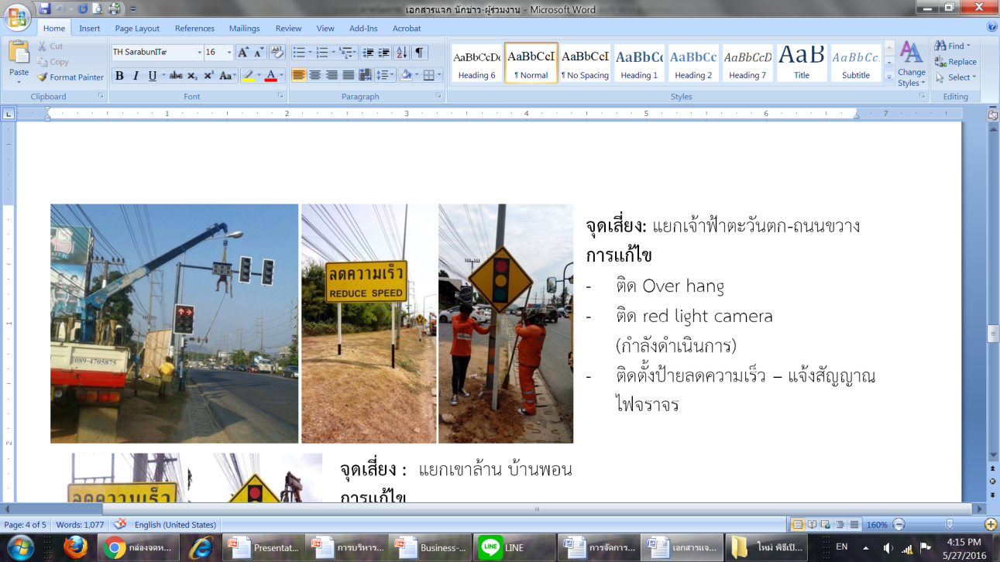 เอกสารแจก นักข่าว-ผู้ร่วมงาน - Microsoft Word
Home Insert Page Layout References Mailings Review View Add-Ins Acrobat
Paste
Cut
Copy
Format Painter
Clipboard
TH SarabunIT๙ 16
Font
Paragraph
AaBbCcDc AaBbCcI AaBbCcI AaBbCc AaBbCc AaBbCcD AaB AaBbCc.
Heading 6 ¶ Normal ¶ No Spacing Heading 1 Heading 2 Heading 7 Title Subtitle
Change Styles
Styles
Find
Replace
Select
Editing
1 2 3 4 5 6 7
089-4705875
ลดความเร็ว
REDUCE SPEED
จุดเสี่ยง: แยกเจ้าฟ้าตะวันตก-ถนนขวาง
การแก้ไข
- ติด Over hang
- ติด red light camera
(กำลังดำเนินการ)
- ติดตั้งป้ายลดความเร็ว – แจ้งสัญญาณ
ไฟจราจร
ลดความเร็ว
จุดเสี่ยง : แยกเขาล้าน บ้านพอน
การแก้ไข
Page: 4 of 5 Words: 1,077 English (United States) 160%
กล่องจดห... Presentat... การบริหาร... Business-... LINE การจัดการ... เอกสารแจ... ใหม่ พิธีเปิ... EN
4:15 PM
5/27/2016